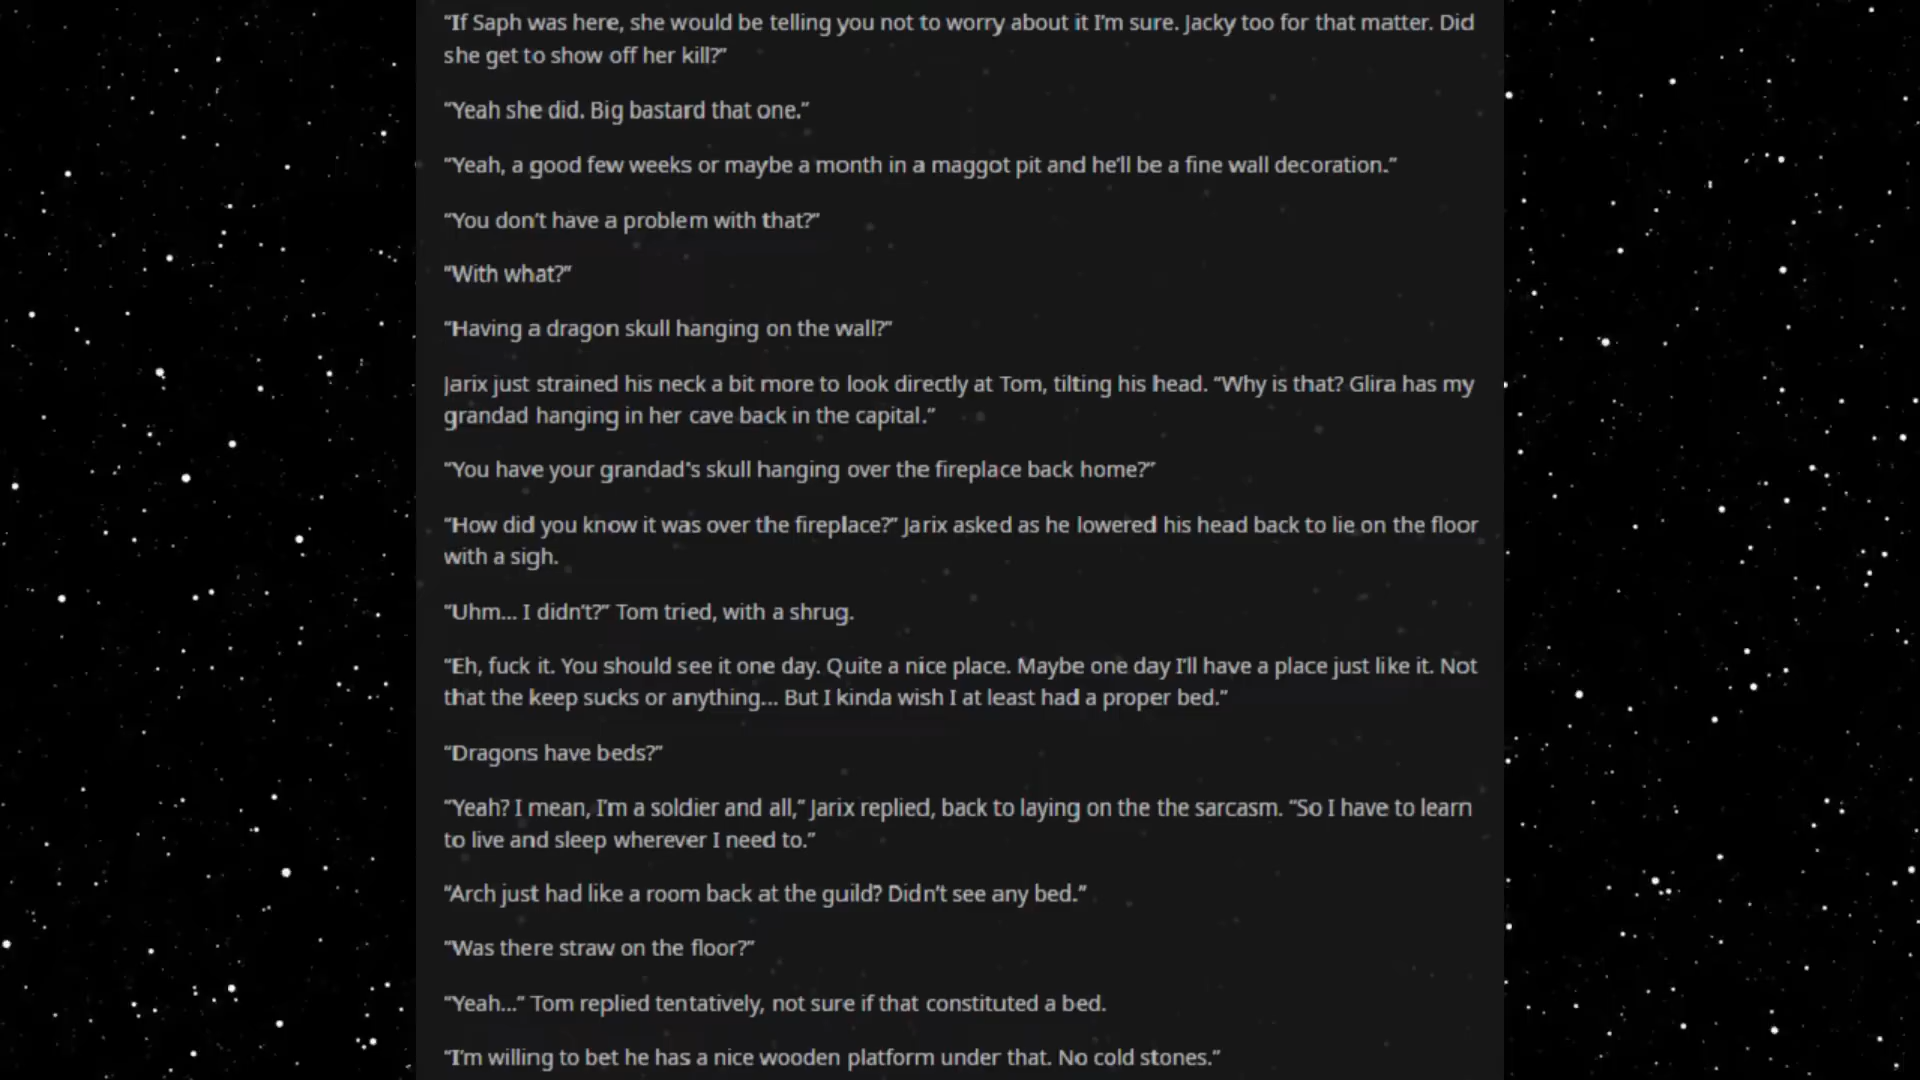 “If Saph was here, she would be telling you not to worry about it I’m sure. Jacky too for that matter. Did
she get to show off her kill?”
“Yeah she did. Big bastard that one.”
“Yeah, a good few weeks or maybe a month in a maggot pit and he’ll be a fine wall decoration.”
“You don’t have a problem with that?”
“With what?”
“Having a dragon skull hanging on the wall?”
Jarix just strained his neck a bit more to look directly at Tom, tilting his head. “Why is that? Glira has my
grandad hanging in her cave back in the capital.”
“You have your grandad’s skull hanging over the fireplace back home?”
“How did you know it was over the fireplace?” Jarix asked as he lowered his head back to lie on the floor
with a sigh.
“Uhm... I didn’t?” Tom tried, with a shrug.
“Eh, fuck it. You should see it one day. Quite a nice place. Maybe one day I’ll have a place just like it. Not
that the keep sucks or anything... But I kinda wish I at least had a proper bed.”
“Dragons have beds?”
“Yeah? I mean, I’m a soldier and all,” Jarix replied, back to laying on the the sarcasm. “So I have to learn
to live and sleep wherever I need to.”
“Arch just had like a room back at the guild? Didn’t see any bed.”
“Was there straw on the floor?”
“Yeah...” Tom replied tentatively, not sure if that constituted a bed.
“I’m willing to bet he has a nice wooden platform under that. No cold stones.”